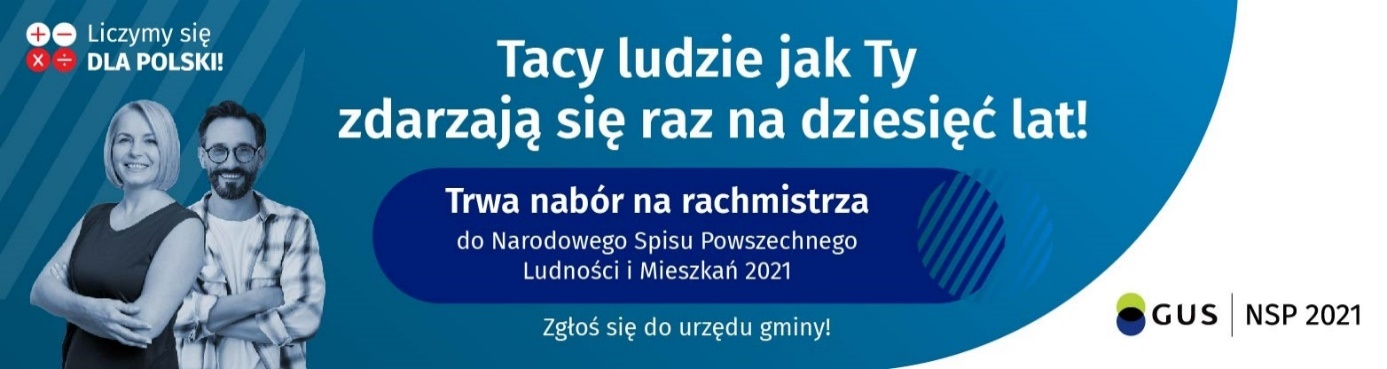 Liczymy się
DLA POLSKI!
Tacy ludzie jak Ty
zdarzają się raz na dziesięć lat!
Trwa nabór na rachmistrza
do Narodowego Spisu Powszechnego
Ludności i Mieszkań 2021
Zgłoś się do urzędu gminy!
GUS | NSP 2021